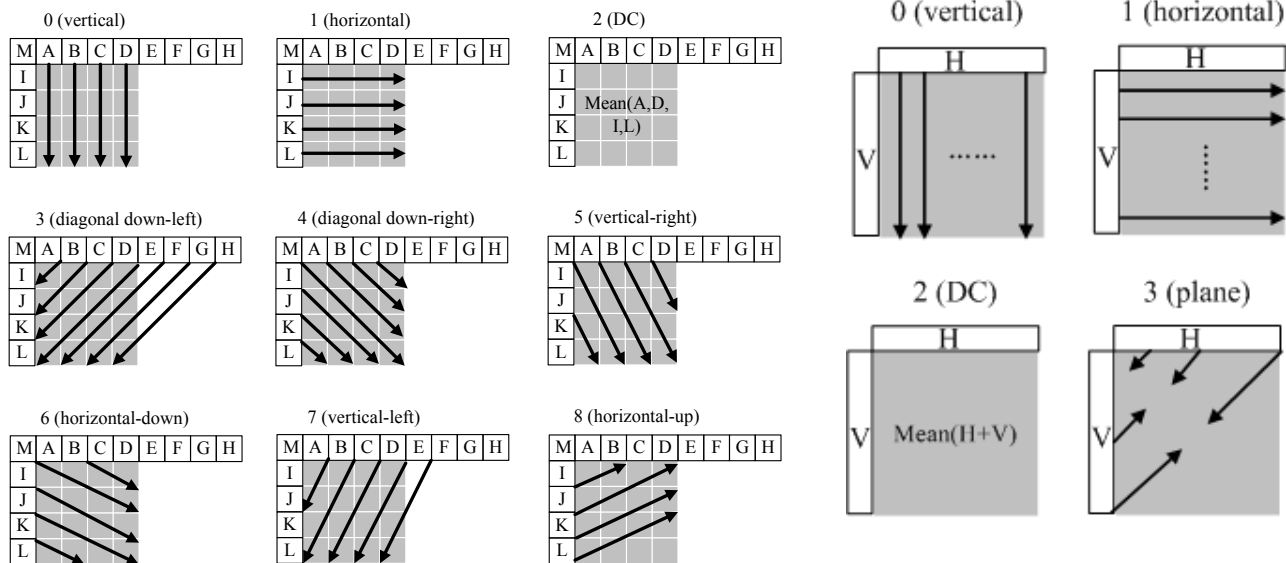 0 (vertical)
M A B C D E F G H
I
J
K
L
1 (horizontal)
M A B C D E F G H
I
J
K
L
2 (DC)
M A B C D E F G H
I
J
K
L
Mean(A,D,
I,L)
3 (diagonal down-left)
M A B C D E F G H
I
J
K
L
4 (diagonal down-right)
M A B C D E F G H
I
J
K
L
5 (vertical-right)
M A B C D E F G H
I
J
K
L
6 (horizontal-down)
M A B C D E F G H
I
J
K
L
7 (vertical-left)
M A B C D E F G H
I
J
K
L
8 (horizontal-up)
M A B C D E F G H
I
J
K
L
0 (vertical)
H
V
......
1 (horizontal)
H
V
2 (DC)
H
V
Mean(H+V)
3 (plane)
H
V